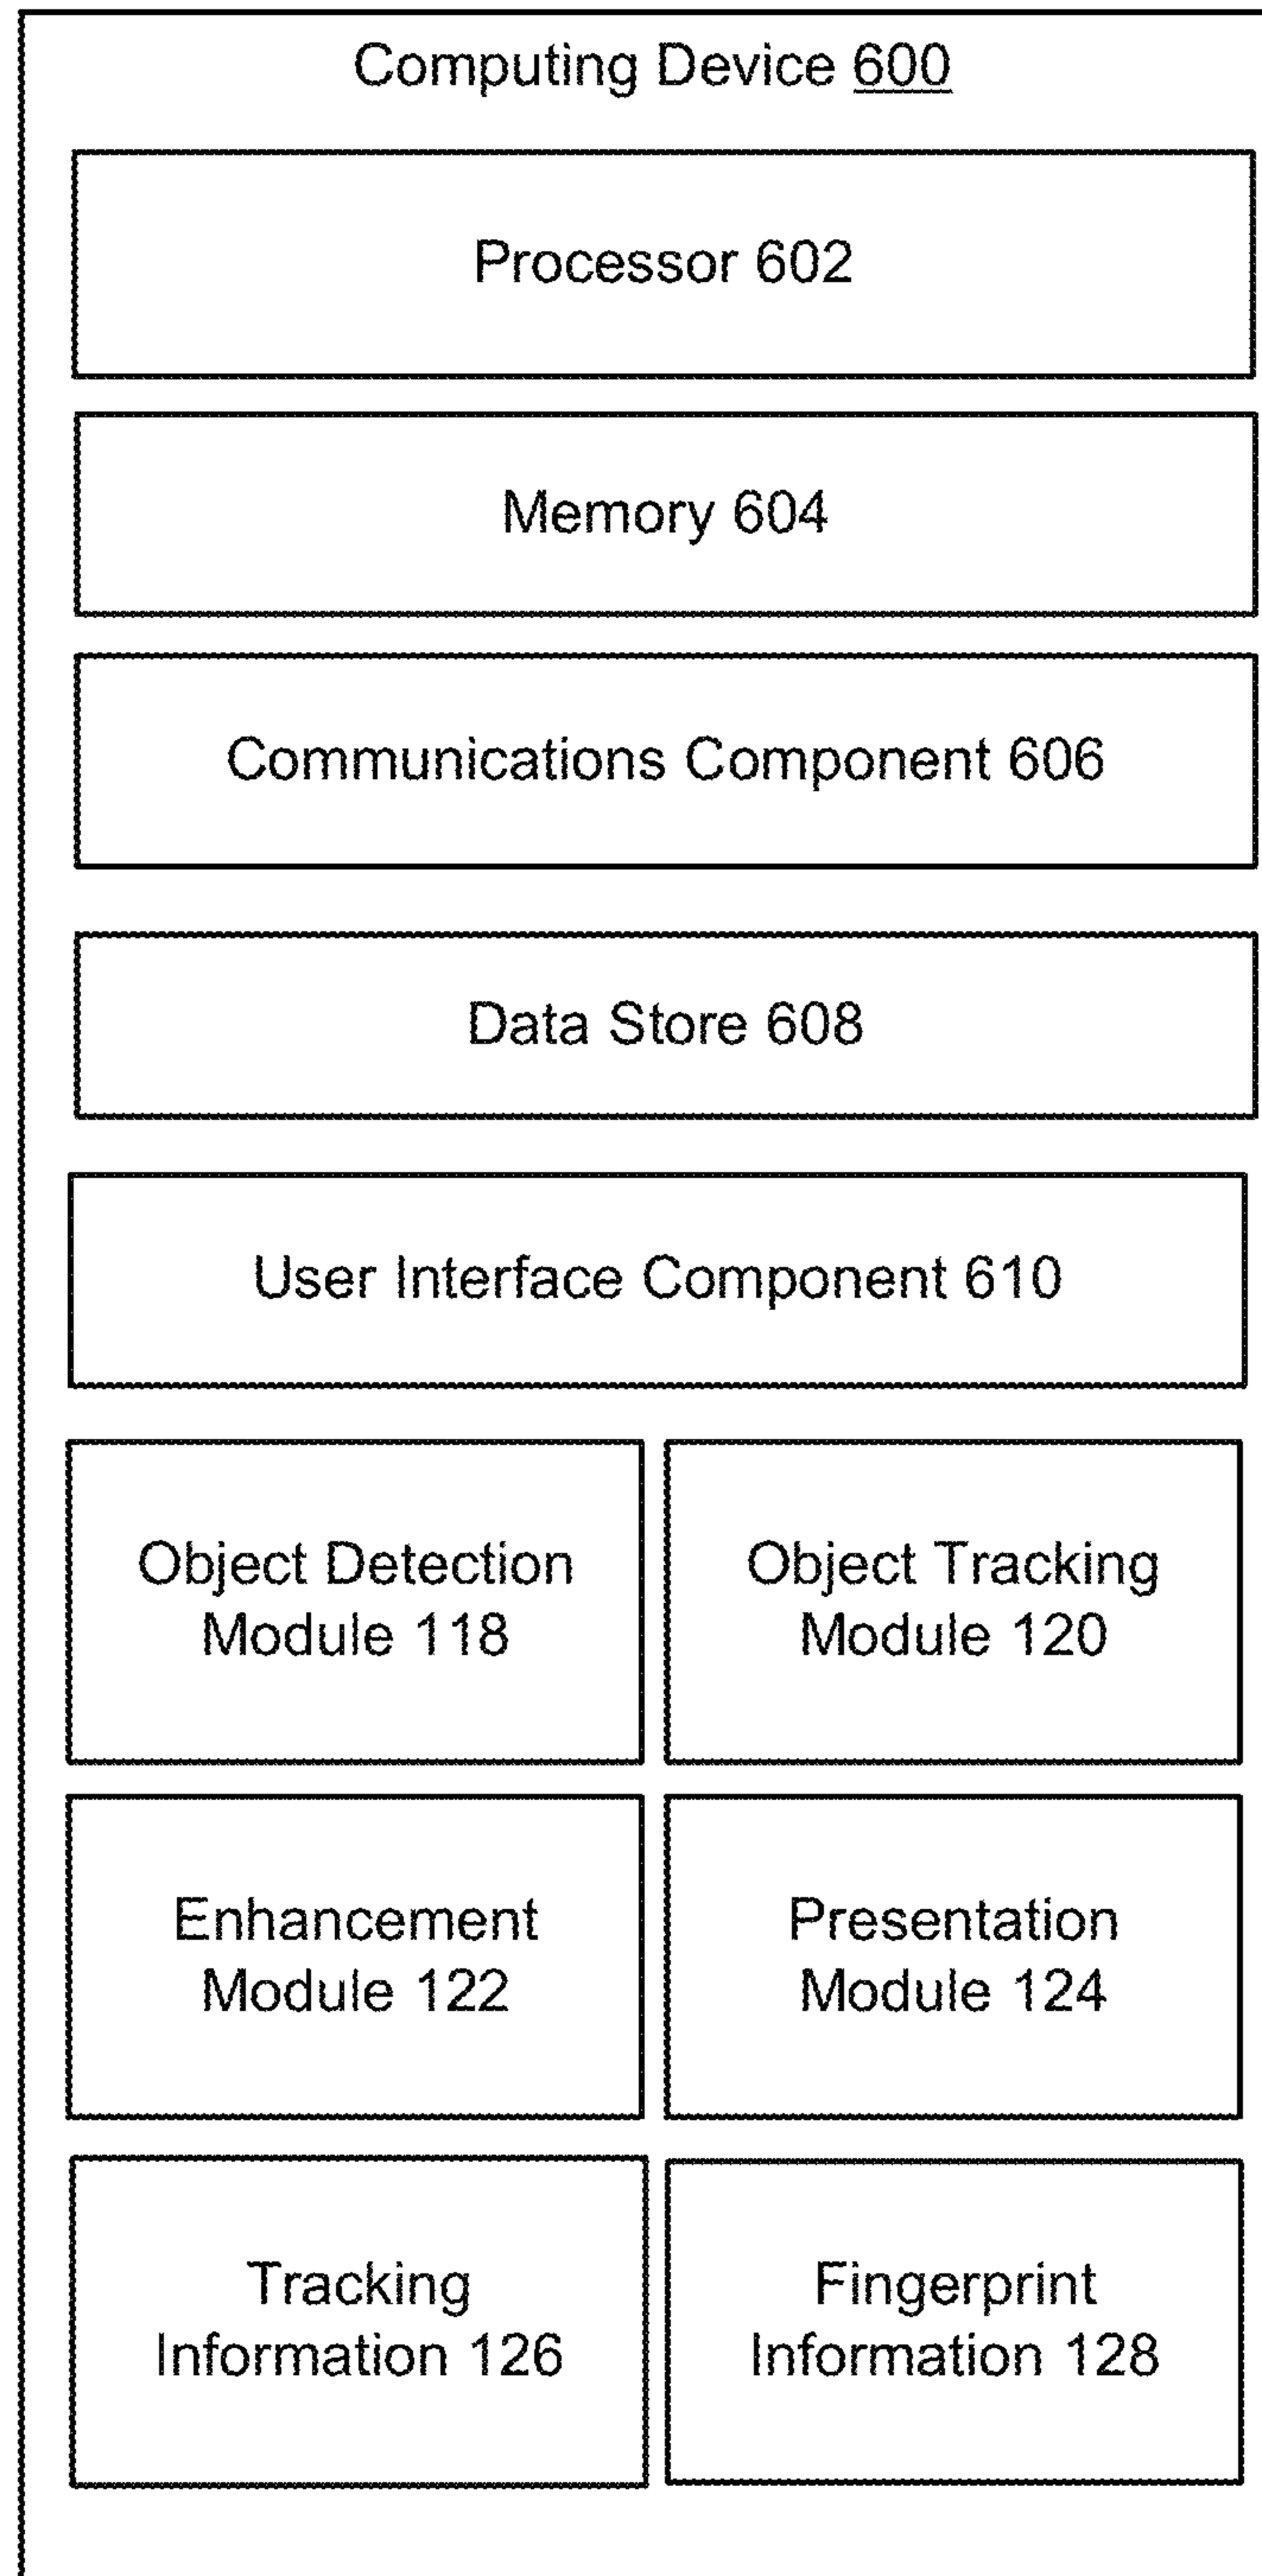 Computing Device 600
Processor 602
Memory 604
Communications Component 606
Data Store 608
User Interface Component 610
Object Detection
Module 118
Object Tracking
Module 120
Enhancement
Module 122
Presentation
Module 124
Tracking
Information 126
Fingerprint
Information 128